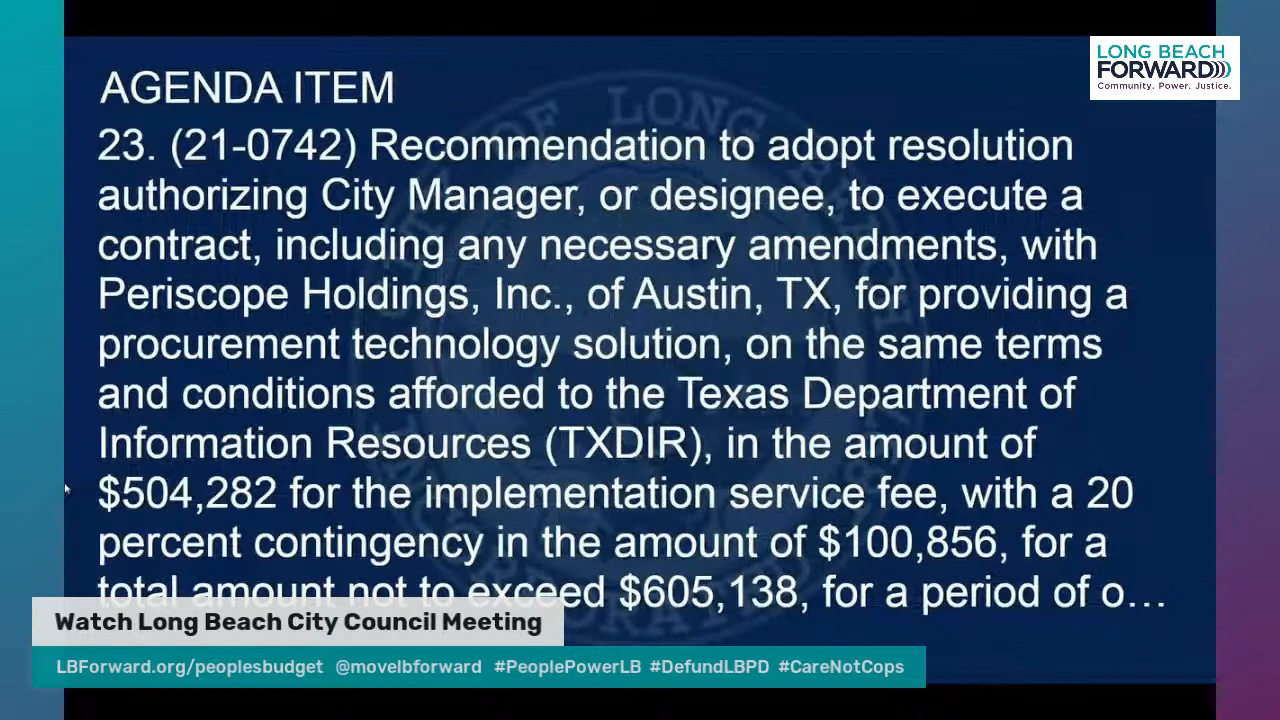 LONG BEACH
FORWARD
Community. Power. Justice.
AGENDA ITEM
23. (21-0742) Recommendation to adopt resolution
authorizing City Manager, or designee, to execute a
contract, including any necessary amendments, with
Periscope Holdings, Inc., of Austin, TX, for providing a
procurement technology solution, on the same terms
and conditions afforded to the Texas Department of
Information Resources (TXDIR), in the amount of
$504,282 for the implementation service fee, with a 20
percent contingency in the amount of $100,856, for a
total amount not to exceed $605,138, for a period of o...
Watch Long Beach City Council Meeting
LBForward.org/peoplesbudget @movelbforward #PeoplePowerLB #DefundLBPD #CareNotCops